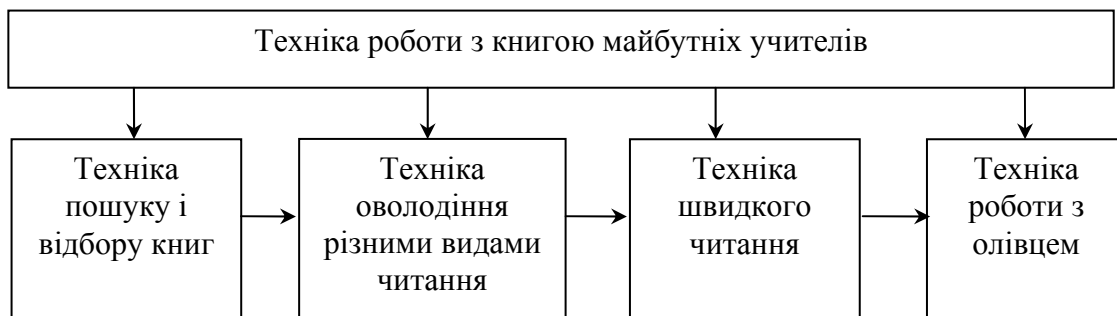 Техніка роботи з книгою майбутніх учителів
Техніка
пошуку і
відбору книг
Техніка
оволодіння
різними видами
читання
Техніка
швидкого
читання
Техніка
роботи з
олівцем